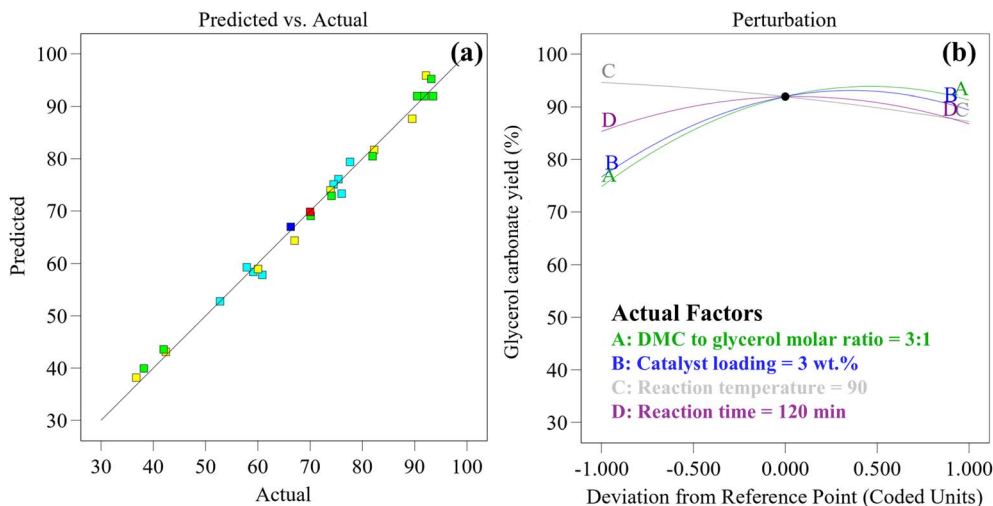 Predicted vs. Actual
(a)
100
90
80
70
60
50
40
30
Predicted
30 40 50 60 70 80 90 100
Actual
Perturbation
(b)
100
90
80
70
60
50
40
30
Glycerol carbonate yield (%)
C
D
B
A
A
B
D
C
Actual Factors
A: DMC to glycerol molar ratio = 3:1
B: Catalyst loading = 3 wt.%
C: Reaction temperature = 90
D: Reaction time = 120 min
-1.000 -0.500 0.000 0.500 1.000
Deviation from Reference Point (Coded Units)